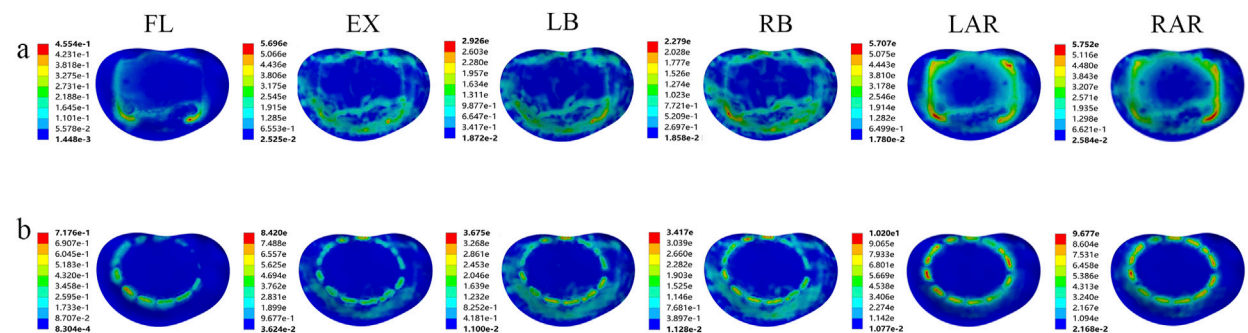 FL EX LB RB LAR RAR
a
4.554e-1
4.231e-1
3.818e-1
3.275e-1
2.731e-1
2.188e-1
1.645e-1
1.101e-1
5.578e-2
1.448e-3
5.696e
5.066e
4.436e
3.806e
3.175e
2.545e
1.915e
1.285e
6.553e-1
2.525e-2
2.926e
2.603e
2.280e
1.957e
1.634e
1.311e
9.877e-1
6.647e-1
3.417e-1
1.872e-2
2.279e
2.028e
1.777e
1.526e
1.274e
1.023e
7.721e-1
5.209e-1
2.697e-1
1.858e-2
5.707e
5.075e
5.443e
3.810e
3.178e
2.546e
1.914e
1.282e
6.499e-1
1.780e-2
5.752e
5.116e
4.480e
3.843e
3.207e
2.571e
1.935e
1.298e
6.621e-1
2.584e-2
b
7.176e-1
6.907e-1
6.045e-1
5.183e-1
4.320e-1
3.458e-1
2.595e-1
1.733e-1
8.707e-2
8.304e-4
8.420e
7.488e
6.557e
5.625e
4.694e
3.762e
2.831e
1.899e
9.677e-1
3.624e-2
3.675e
3.268e
2.861e
2.453e
2.046e
1.639e
1.232e
8.252e-1
4.181e-1
1.100e-2
3.417e
3.039e
2.660e
2.282e
1.903e
1.525e
1.146e
7.681e-1
3.897e-1
1.128e-2
1.020e1
9.065e
7.933e
6.801e
5.669e
4.538e
3.406e
2.274e
1.142e
1.077e-2
9.677e
8.604e
7.531e
6.458e
5.386e
4.313e
3.240e
2.167e
1.094e
2.168e-2